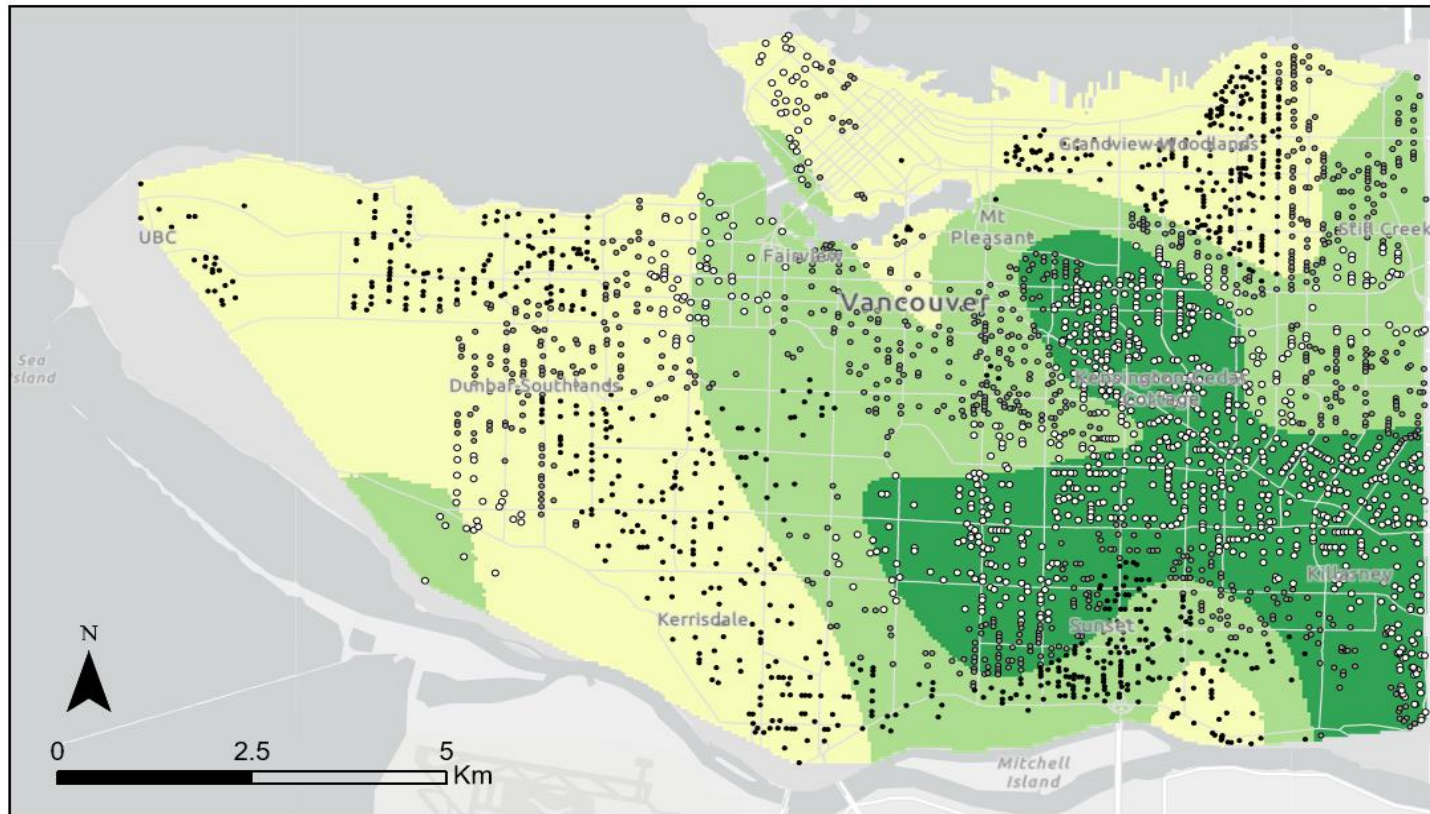 Grandview-Woodlands
UBC
Mt
Pleasant
Still Creek
Fairview
Vancouver
Sea
Island
Dunbar-Southlands
Kensington-Cedar
Cottage
Killarney
Kerrisdale
Sunset
N
0 2.5 5
Km
Mitchell
Island